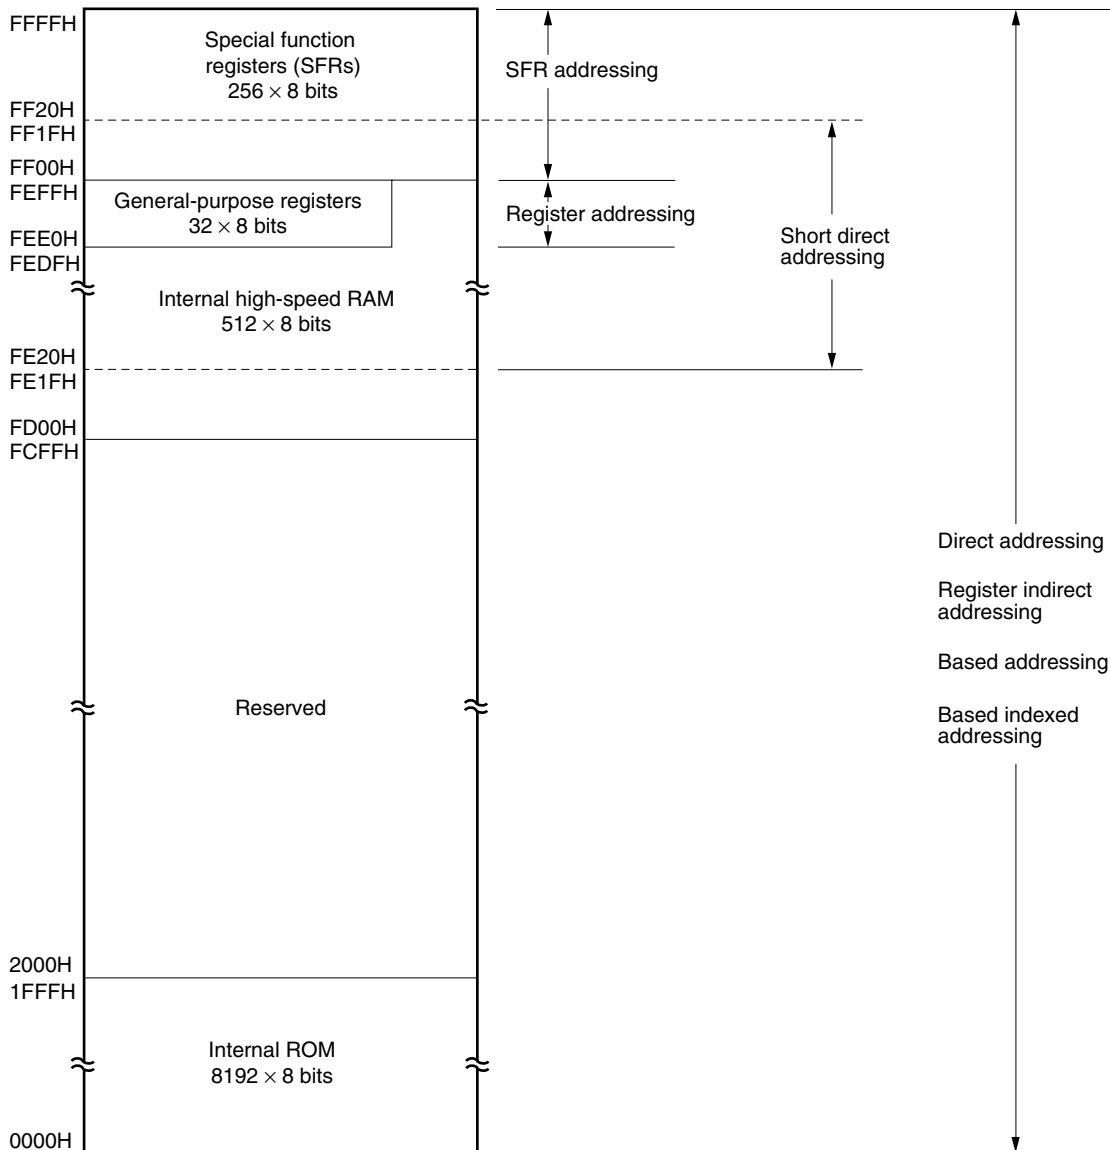 FFFFH
Special function
registers (SFRs)
256 × 8 bits
SFR addressing
FF20H
FF1FH
FF00H
FEFFH
General-purpose registers
32 × 8 bits
Register addressing
Short direct
addressing
FEE0H
FEDFH
Internal high-speed RAM
512 × 8 bits
FE20H
FE1FH
FD00H
FCFFH
Direct addressing
Register indirect
addressing
Based addressing
Based indexed
addressing
Reserved
2000H
1FFFH
Internal ROM
8192 × 8 bits
0000H